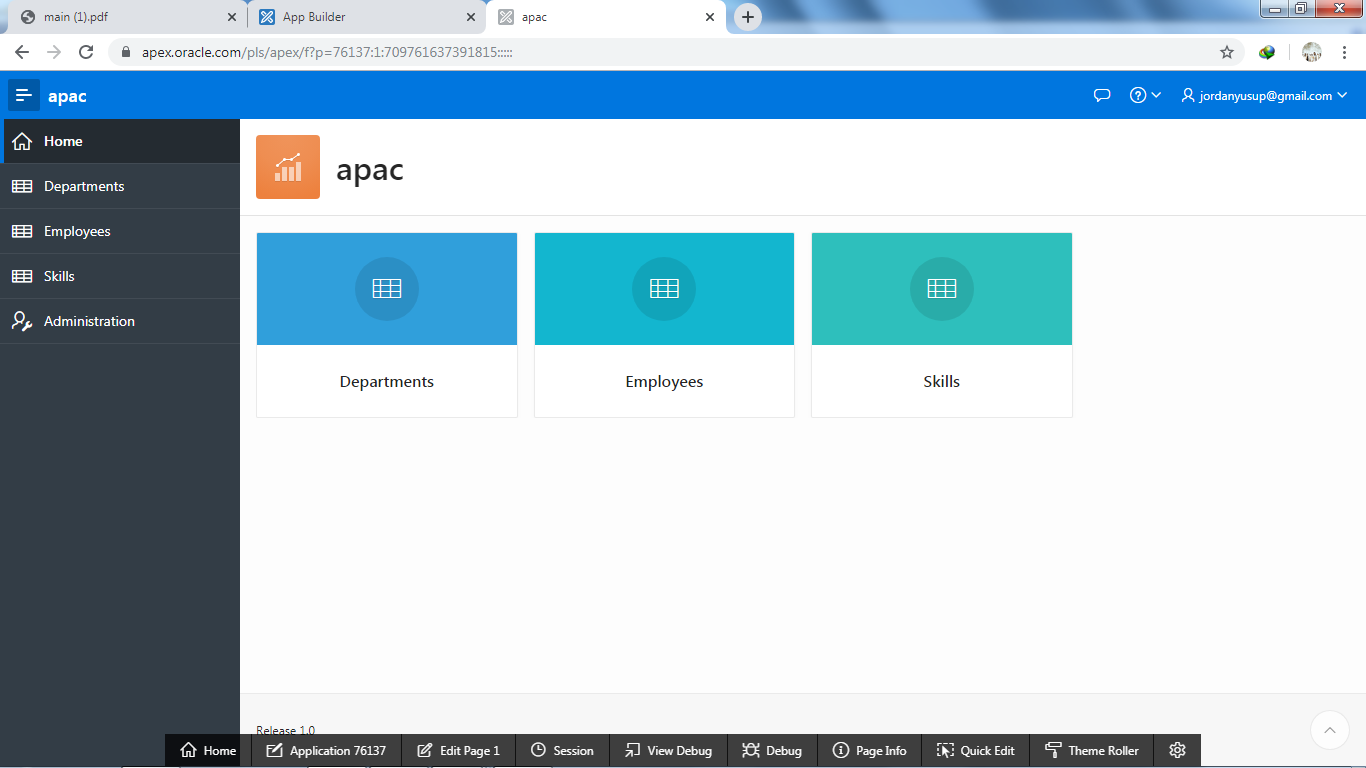 main (1).pdf
App Builder
apac
apex.oracle.com/pls/apex/f?p=76137:1:709761637391815:::::
apac
jordanyusup@gmail.com
Home
Departments
Employees
Skills
Administration
apac
Departments
Employees
Skills
Release 1.0
Home
Application 76137
Edit Page 1
Session
View Debug
Debug
Page Info
Quick Edit
Theme Roller